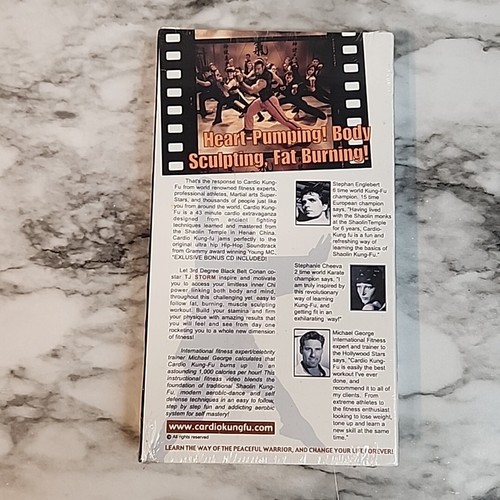 氣
Heart-Pumping! Body
Sculpting, Fat Burning!
That's the response to Cardio Kung-
Fu from world renowned fitness experts,
professional athletes, Martial arts Super-
Stars, and thousands of people just like
you from around the world. Cardio Kung-
Fu is a 43 minute cardio extravaganza
designed from ancient fighting
techniques learned and mastered from
the Shaolin Temple in Henan China.
Cardio Kung-fu jams perfectly to the
original ultra hip Hip-Hop Soundtrack
from Grammy award winning Young MC,
*EXLUSIVE BONUS CD INCLUDED!
Let 3rd Degree Black Belt Conan co-
star TJ STORM inspire and motivate
you to access your limitless inner Chi
power linking both body and mind,
throughout this challenging yet easy to
follow fat, burning, muscle sculpting
workout. Build your stamina and firm
your physique with amazing results that
you will feel and see from day one
rocketing you to a whole new dimension
of fitness!
International fitness expert/celebrity
trainer Michael George calculates that
Cardio Kung-Fu burns up to an
astounding 1,000 calories per hour! This
instructional fitness video blends the
foundation of traditional Shaolin Kung-
Fu, modern aerobic-dance and self
defense techniques in an easy to follow,
step by step fun and addicting aerobic
system for self mastery!
www.cardiokungfu.com
© All rights reserved
Stephan Englebert
6 time world Kung-Fu
champion, 15 time
European champion
says, "Having lived
with the Shaolin monks
at the ShaolinTemple
for 6 years, Cardio-
Kung fu is a fun and
refreshing way of
learning the basics of
Shaolin Kung-Fu."
Stephanie Cheeva
2 time world Karate
champion says, "I
am truly inspired by
this revolutionary
way of learning
Kung-Fu, and
getting fit in an
exhilarating way!"
Michael George
International Fitness
expert and trainer to
the Hollywood Stars
says, "Cardio Kung-
Fu is easily the best
workout I've ever
done, and
recommend it to all of
my clients. From
extreme athletes to
the fitness enthusiast
looking to lose weight,
tone up and learn a
new skill at the same
time."
LEARN THE WAY OF THE PEACEFUL WARRIOR, AND CHANGE YOUR LIFE FOREVER!